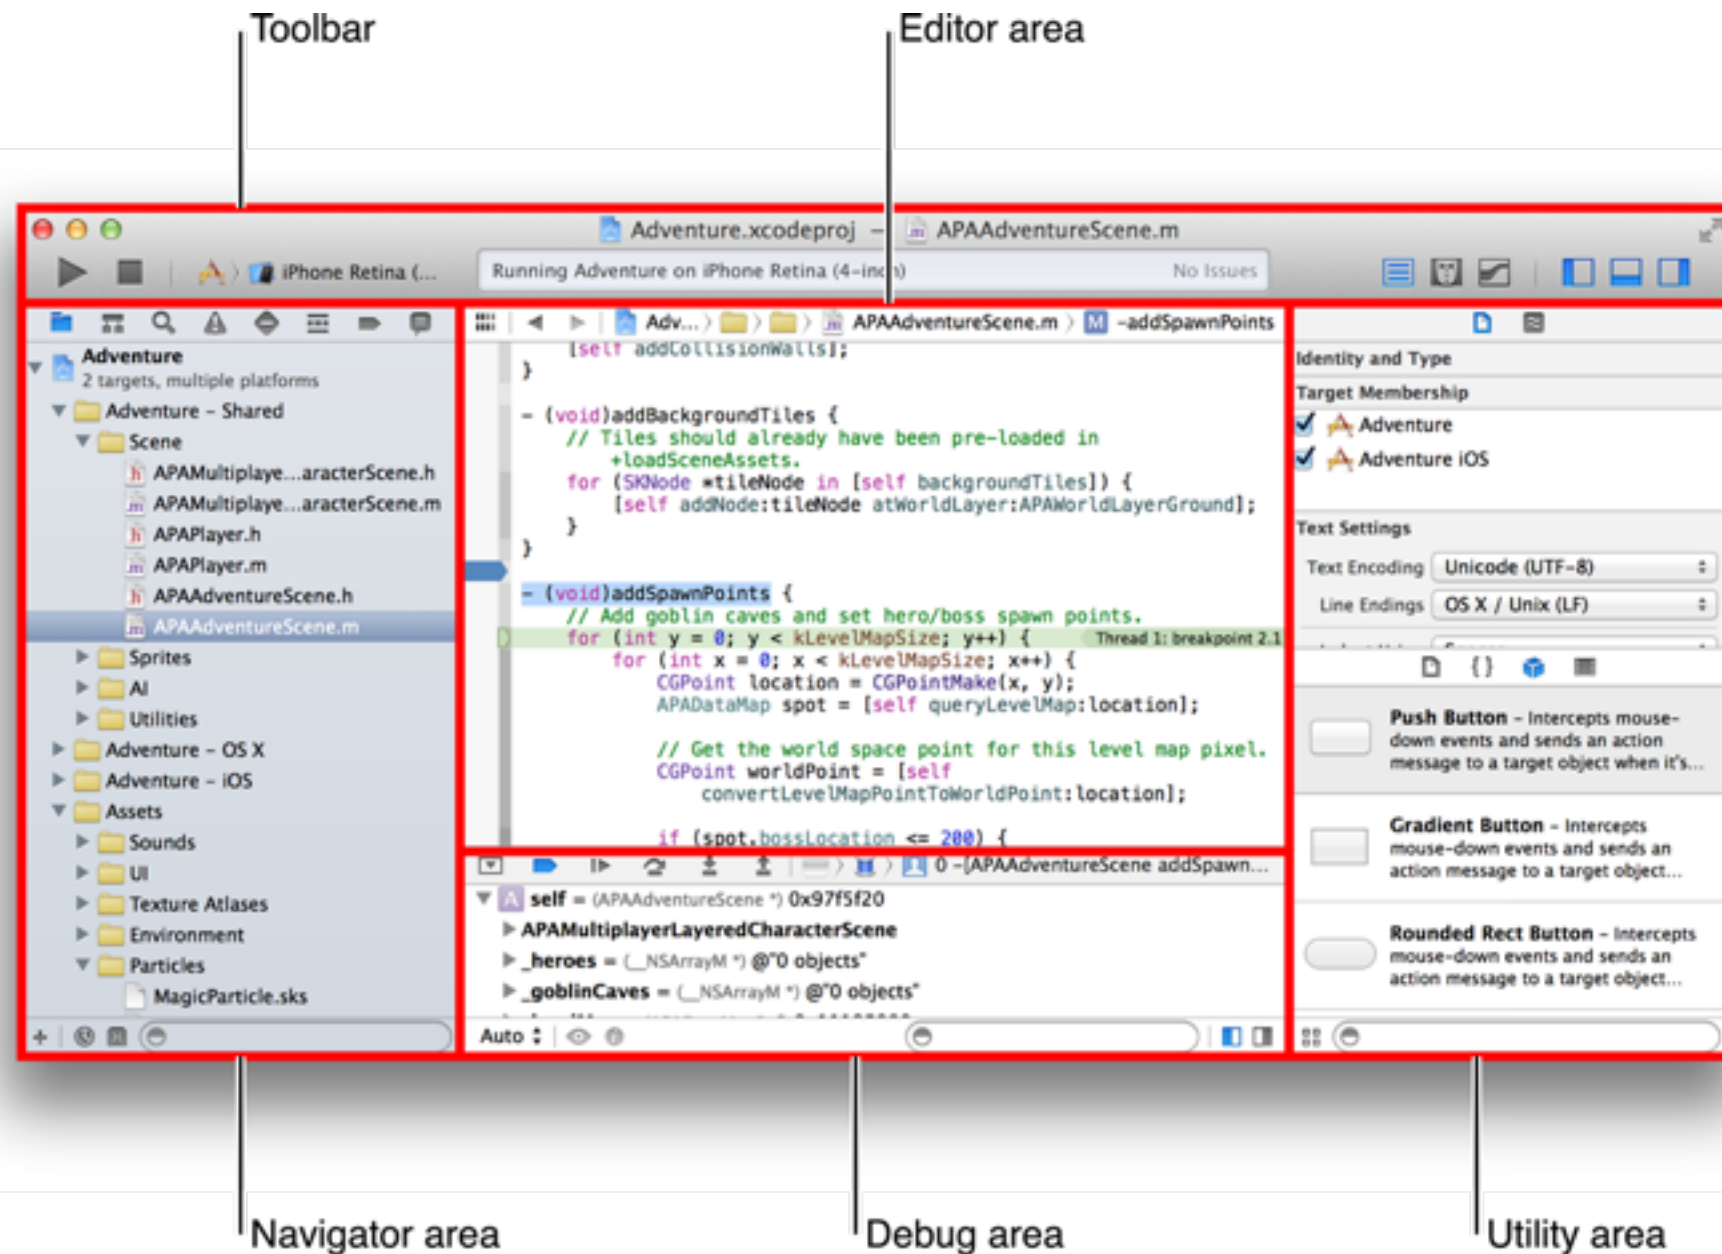 Toolbar
Editor area
Adventure.xcodeproj — APAAdventureScene.m
iPhone Retina (...
Running Adventure on iPhone Retina (4-inch)
No Issues
Adventure
2 targets, multiple platforms
Adventure – Shared
Scene
APAMultiplaye...aracterScene.h
APAMultiplaye...aracterScene.m
APAPlayer.h
APAPlayer.m
APAAdventureScene.h
APAAdventureScene.m
Sprites
AI
Utilities
Adventure – OS X
Adventure – iOS
Assets
Sounds
UI
Texture Atlases
Environment
Particles
MagicParticle.sks
Adv... APAAdventureScene.m M -addSpawnPoints
[self addCollisionWalls];
}
- (void)addBackgroundTiles {
// Tiles should already have been pre-loaded in
+loadSceneAssets.
for (SKNode *tileNode in [self backgroundTiles]) {
[self addNode:tileNode atWorldLayer:APAWorldLayerGround];
}
}
- (void)addSpawnPoints {
// Add goblin caves and set hero/boss spawn points.
for (int y = 0; y < kLevelMapSize; y++) { Thread 1: breakpoint 2.1
for (int x = 0; x < kLevelMapSize; x++) {
CGPoint location = CGPointMake(x, y);
APADataMap spot = [self queryLevelMap:location];
// Get the world space point for this level map pixel.
CGPoint worldPoint = [self
convertLevelMapPointToWorldPoint:location];
if (spot.bossLocation <= 200) {
0 -[APAAdventureScene addSpawn...
A self = (APAAdventureScene *) 0x97f5f20
APAMultiplayerLayeredCharacterScene
_heroes = (__NSArrayM *) @"0 objects"
_goblinCaves = (__NSArrayM *) @"0 objects"
Auto
Identity and Type
Target Membership
Adventure
Adventure iOS
Text Settings
Text Encoding Unicode (UTF-8)
Line Endings OS X / Unix (LF)
{ }
Push Button – Intercepts mouse-
down events and sends an action
message to a target object when it's...
Gradient Button – Intercepts
mouse-down events and sends an
action message to a target object...
Rounded Rect Button – Intercepts
mouse-down events and sends an
action message to a target object...
Navigator area
Debug area
Utility area